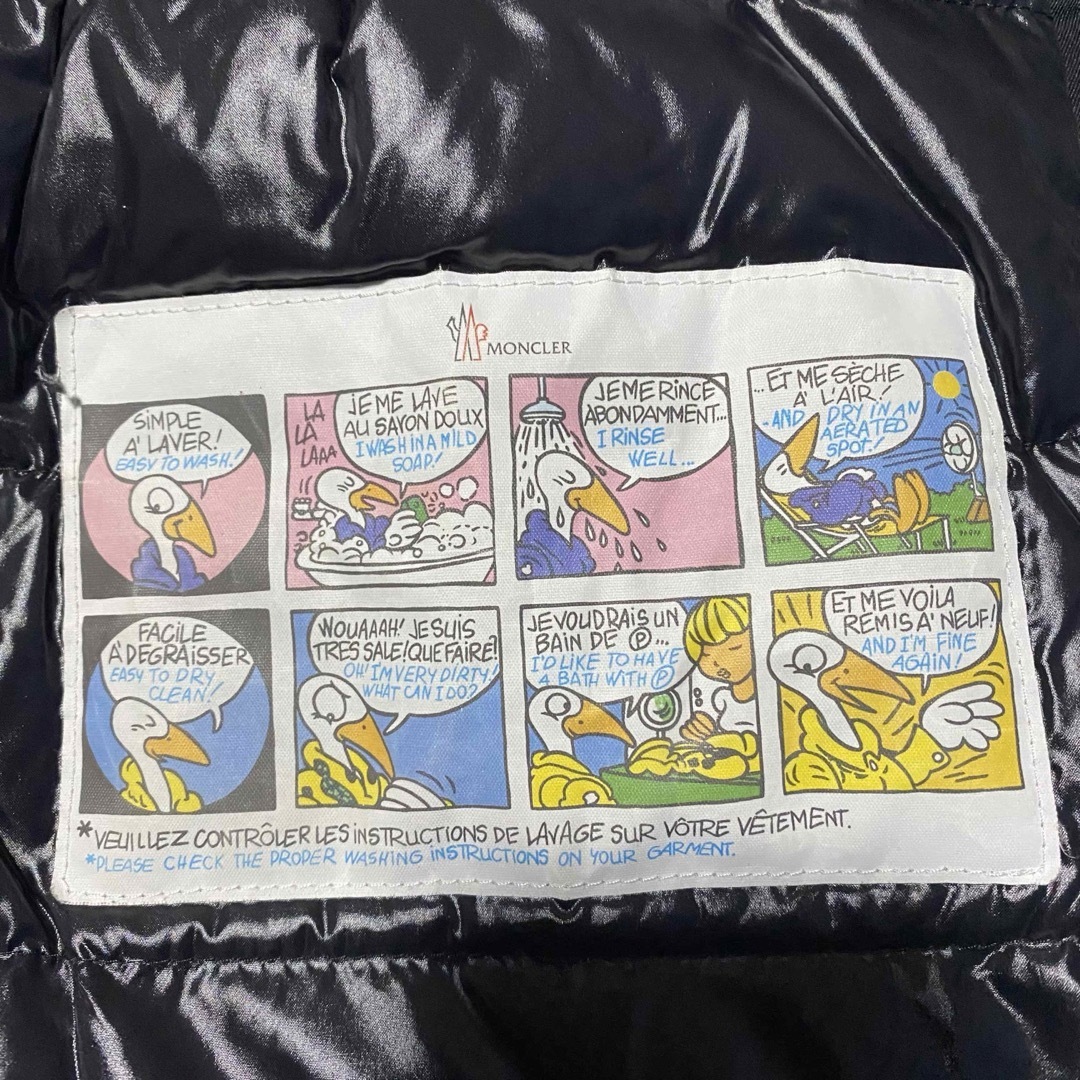 MONCLER
SiMPLE
A' LAVER!
EASY TO WASH!
LA
LÀ
LAAA
JE ME LAVE
AU SAVON DOUX
I WASH IN A MILD
SOAP!
JE ME RINCE
ABONDAMMENT...
I RINSE
WELL...
...ET ME SÈCHE
A' L'AIR!
...AND DRY IN AN
AERATED
SPOT!
FACILE
A' DEGRAISSER
EASY TO DRY
CLEAN!
WOUAAAH! JE SUIS
TRES SALE! QUE FAIRE?
OH! I'M VERY DIRTY!
WHAT CAN I DO?
JE VOUDRAIS UN
BAIN DE Ⓟ...
I'D LIKE TO HAVE
A BATH WITH Ⓟ
ET ME VOILA
REMIS A' NEUF!
AND I'M FINE
AGAIN!
*VEUILLEZ CONTRÔLER LES iNSTRUCTIONS DE LAVAGE SUR VÔTRE VÊTEMENT.
*PLEASE CHECK THE PROPER WASHING INSTRUCTIONS ON YOUR GARMENT.